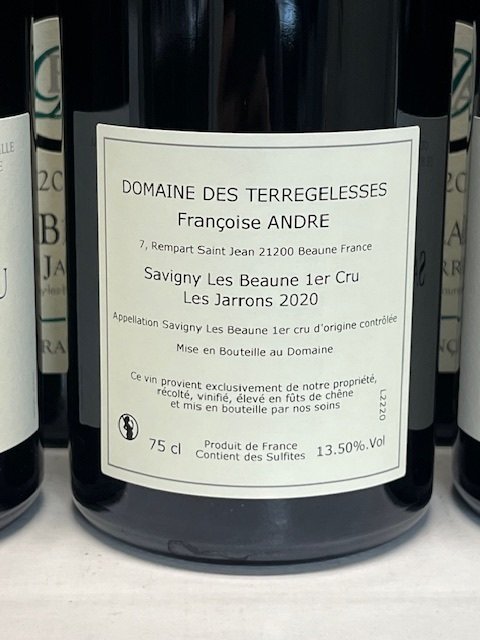 DOMAINE DES TERREGELESSES
Françoise ANDRE
7, Rempart Saint Jean 21200 Beaune France
Savigny Les Beaune 1er Cru
Les Jarrons 2020
Appellation Savigny Les Beaune 1er cru d'origine contrôlée
Mise en Bouteille au Domaine
Ce vin provient exclusivement de notre propriété,
récolté, vinifié, élevé en fûts de chêne
et mis en bouteille par nos soins
L2220
75 cl
Produit de France
Contient des Sulfites
13.50%.Vol